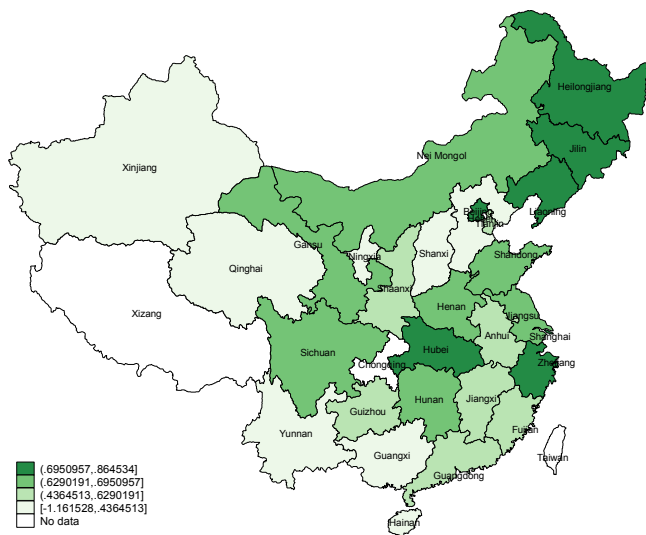 Heilongjiang
Jilin
Nei Mongol
Xinjiang
Beijing
Liaoning
Tianjin
Gansu
Ningxia
Shanxi
Shandong
Qinghai
Shaanxi
Xizang
Henan
Jiangsu
Anhui
Shanghai
Sichuan
Hubei
Chongqing
Zhejiang
Hunan
Jiangxi
Guizhou
Fujian
Yunnan
Guangxi
Taiwan
Guangdong
Hainan
(.6950957,.864534]
(.6290191,.6950957]
(.4364513,.6290191]
[-1.161528,.4364513]
No data